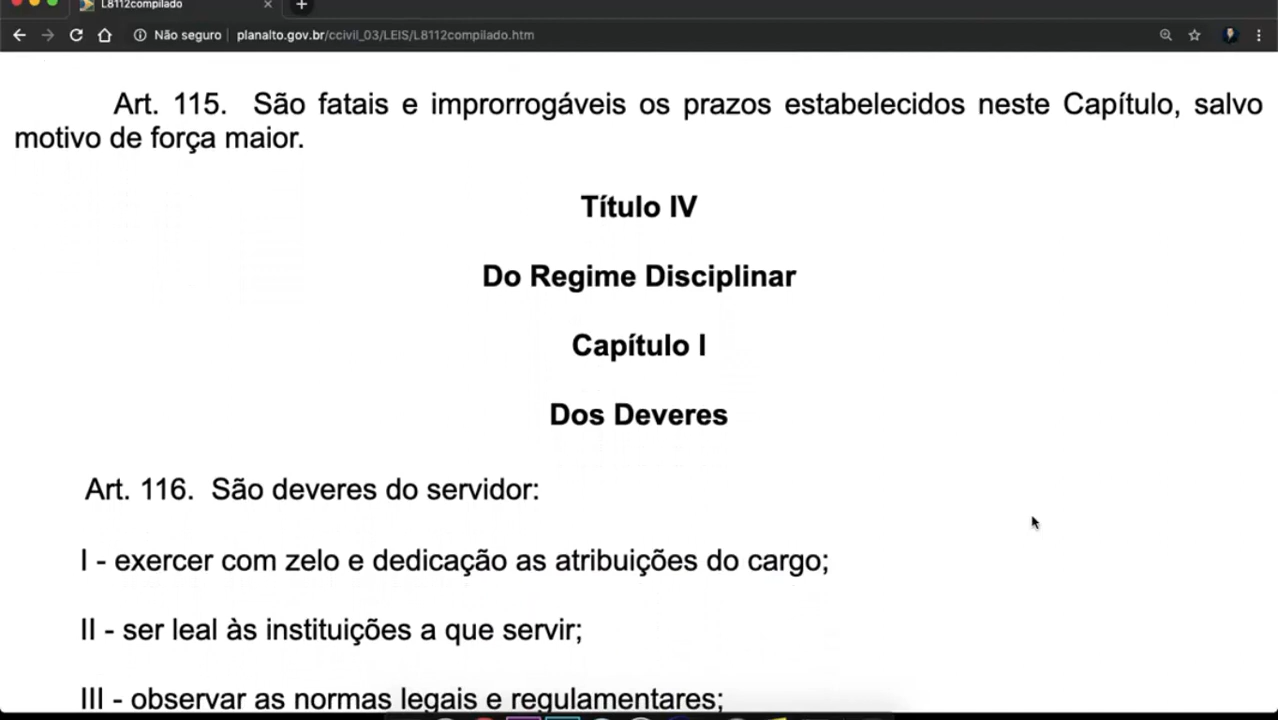 L8112compilado
Não seguro
planalto.gov.br/ccivil_03/LEIS/L8112compilado.htm
Art. 115. São fatais e improrrogáveis os prazos estabelecidos neste Capítulo, salvo
motivo de força maior.
Título IV
Do Regime Disciplinar
Capítulo I
Dos Deveres
Art. 116. São deveres do servidor:
I - exercer com zelo e dedicação as atribuições do cargo;
II - ser leal às instituições a que servir;
III - observar as normas legais e regulamentares;